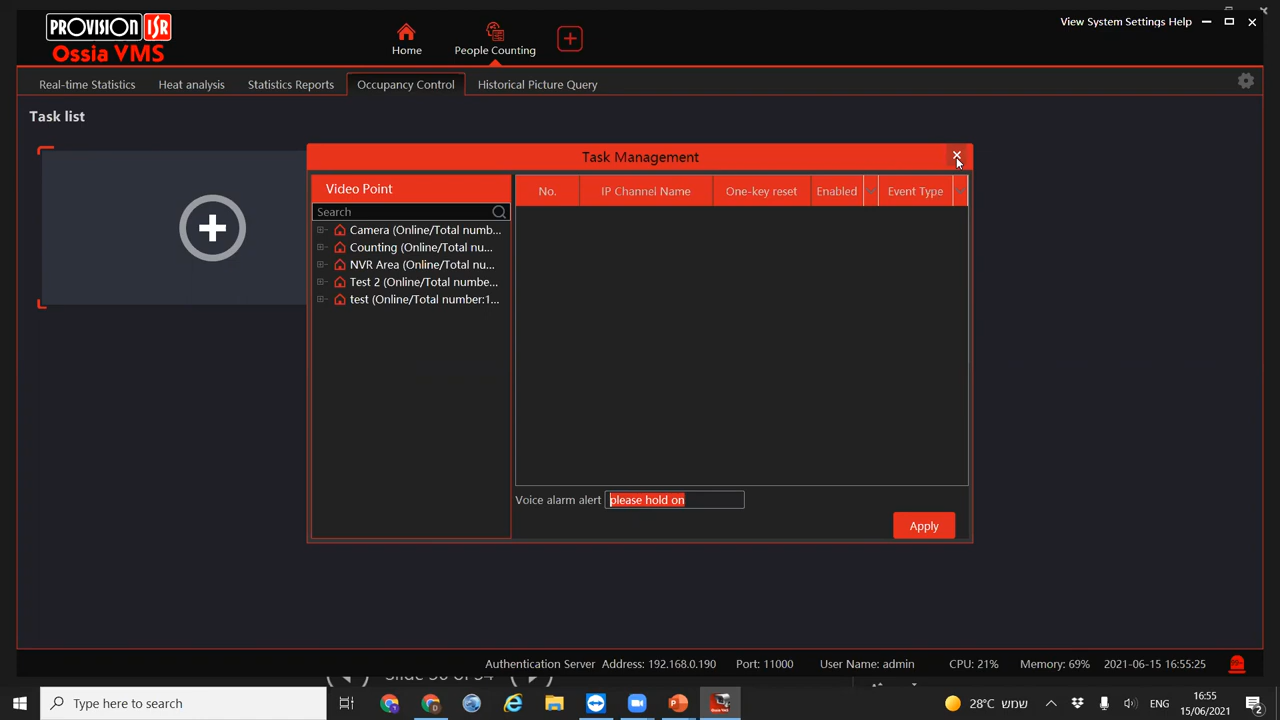 PROVISION ISR
Ossia VMS
Home
People Counting
View System Settings Help
Real-time Statistics
Heat analysis
Statistics Reports
Occupancy Control
Historical Picture Query
Task list
Task Management
Video Point
Search
Camera (Online/Total numb...
Counting (Online/Total nu...
NVR Area (Online/Total nu...
Test 2 (Online/Total numbe...
test (Online/Total number:1...
No.
IP Channel Name
One-key reset
Enabled
Event Type
Voice alarm alert please hold on
Apply
Authentication Server Address: 192.168.0.190 Port: 11000 User Name: admin CPU: 21% Memory: 69% 2021-06-15 16:55:25
99+
Type here to search
28°C שמש
ENG
16:55
15/06/2021
2